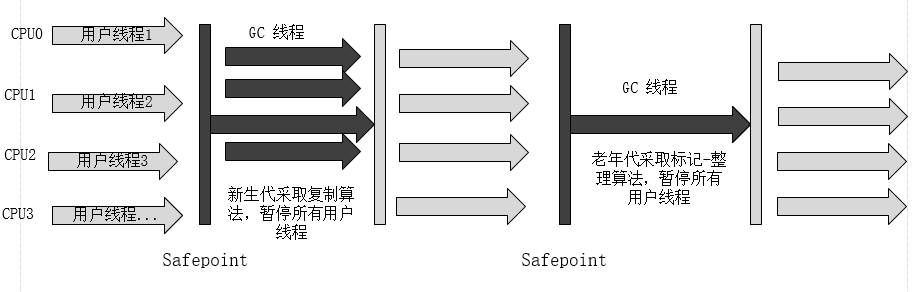 CPU0
用户线程1
GC 线程
CPU1
用户线程2
GC 线程
CPU2
用户线程3
老年代采取标记-整
理算法，暂停所有
用户线程
新生代采取复制算
法，暂停所有用户
线程
CPU3
用户线程...
Safepoint
Safepoint